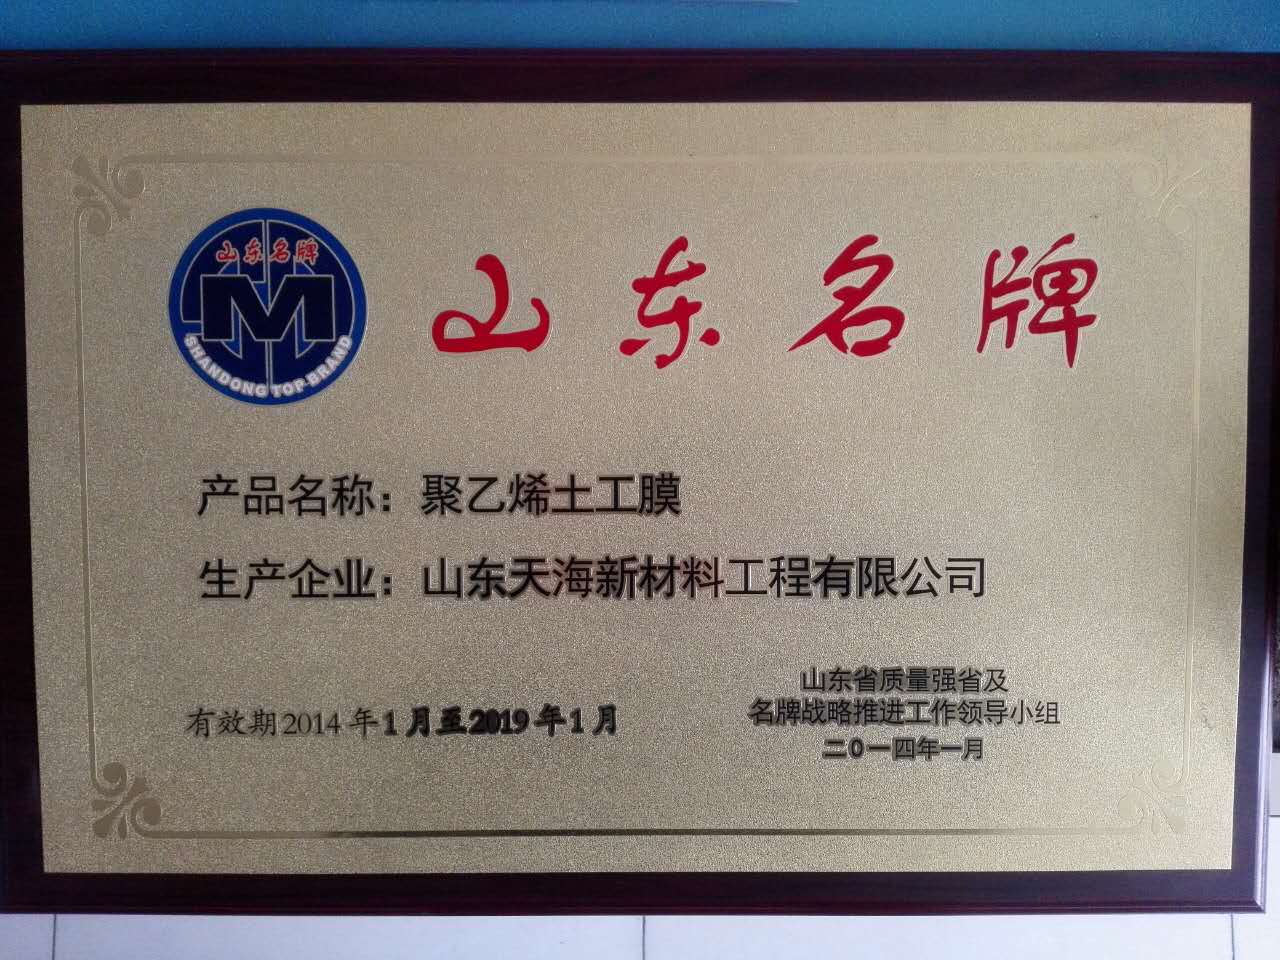 山东名牌
SHANDONG TOP BRAND
山东名牌
产品名称：聚乙烯土工膜
生产企业：山东天海新材料工程有限公司
有效期2014年1月至2019年1月
山东省质量强省及
名牌战略推进工作领导小组
二0一四年一月